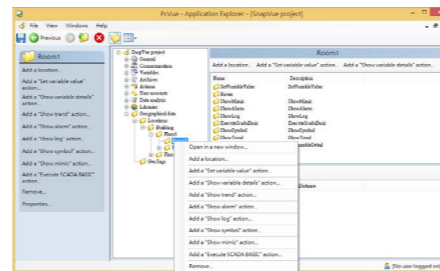 PcVue - Application Explorer - [SnapVue project]
File View Windows Help
Previous
Room1
Add a location...
Add a "Set variable value" action...
Add a "Show variable details" action...
Add a "Show trend" action...
Add a "Show alarm" action...
Add a "Show log" action...
Add a "Show symbol" action...
Add a "Show mimic" action...
Add a "Execute SCADA BASIC" action...
Remove...
Properties...
SnapVue project
General
Communication
Variables
Archives
Actions
User accounts
Data analysis
Libraries
Geographical data
Locations
Building
Floor1
GeoTags
Room1
Add a location... Add a "Set variable value" action... Add a "Show variable details" action...
Name Description
SetVariableValue SetVariableValue
ShowMimic ShowMimic
ShowAlarm ShowAlarm
ShowLog ShowLog
ExecuteScadaBasic ExecuteScadaBasic
ShowSymbol ShowSymbol
ShowTrend ShowTrend
Open in a new window...
Add a location...
Add a "Set variable value" action...
Add a "Show variable details" action...
Add a "Show trend" action...
Add a "Show alarm" action...
Add a "Show log" action...
Add a "Show symbol" action...
Add a "Show mimic" action...
Add a "Execute SCADA BASIC" action...
Remove...
(No user logged on)